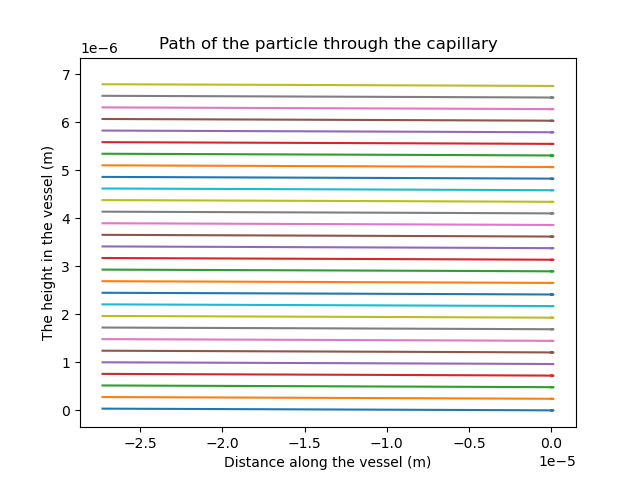 Path of the particle through the capillary
1e−6
7
6
5
4
3
2
1
0
The height in the vessel (m)
−2.5 −2.0 −1.5 −1.0 −0.5 0.0
1e−5
Distance along the vessel (m)